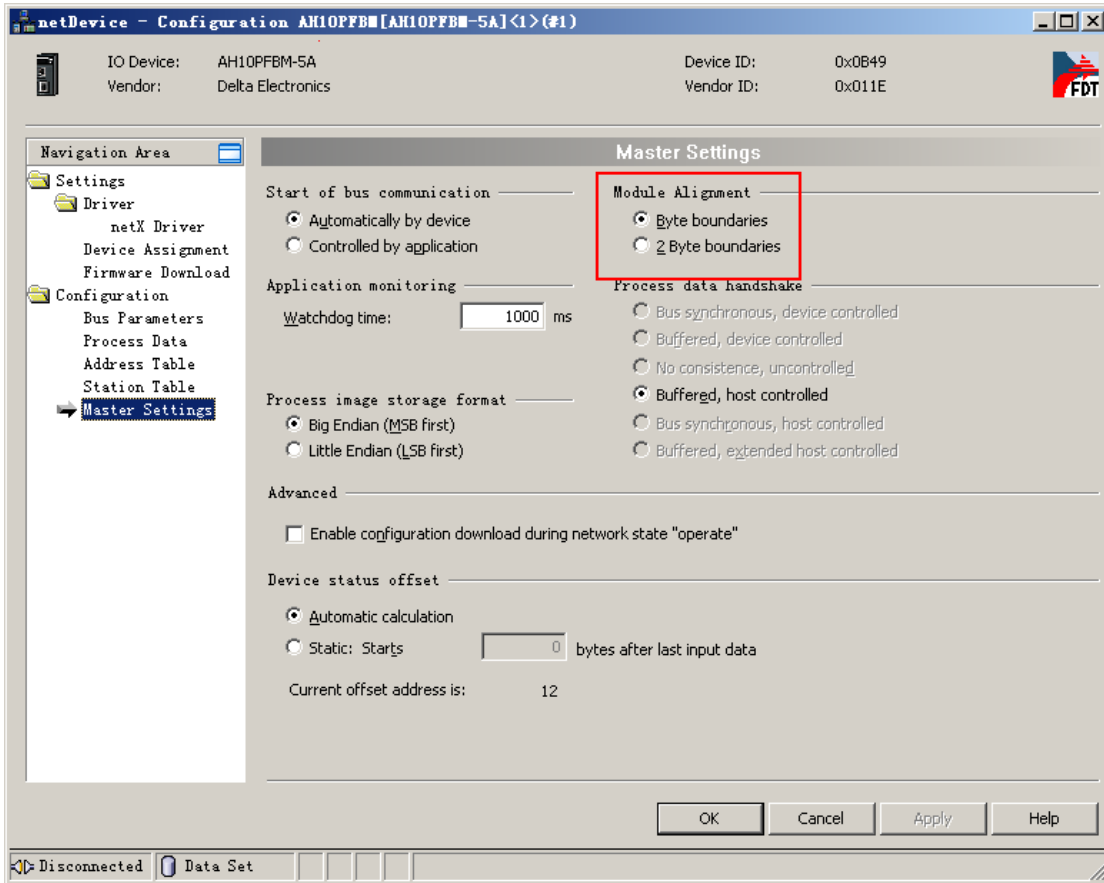 netDevice - Configuration AH10PFBM[AH10PFBM-5A]<1>(#1)
IO Device: AH10PFBM-5A Device ID: 0x0B49
Vendor: Delta Electronics Vendor ID: 0x011E
FDT
Navigation Area
Settings
Driver
netX Driver
Device Assignment
Firmware Download
Configuration
Bus Parameters
Process Data
Address Table
Station Table
Master Settings
Master Settings
Start of bus communication
Automatically by device
Controlled by application
Module Alignment
Byte boundaries
2 Byte boundaries
Application monitoring
Watchdog time: 1000 ms
Process data handshake
Bus synchronous, device controlled
Buffered, device controlled
No consistence, uncontrolled
Buffered, host controlled
Bus synchronous, host controlled
Buffered, extended host controlled
Process image storage format
Big Endian (MSB first)
Little Endian (LSB first)
Advanced
Enable configuration download during network state "operate"
Device status offset
Automatic calculation
Static: Starts 0 bytes after last input data
Current offset address is: 12
OK Cancel Apply Help
Disconnected Data Set